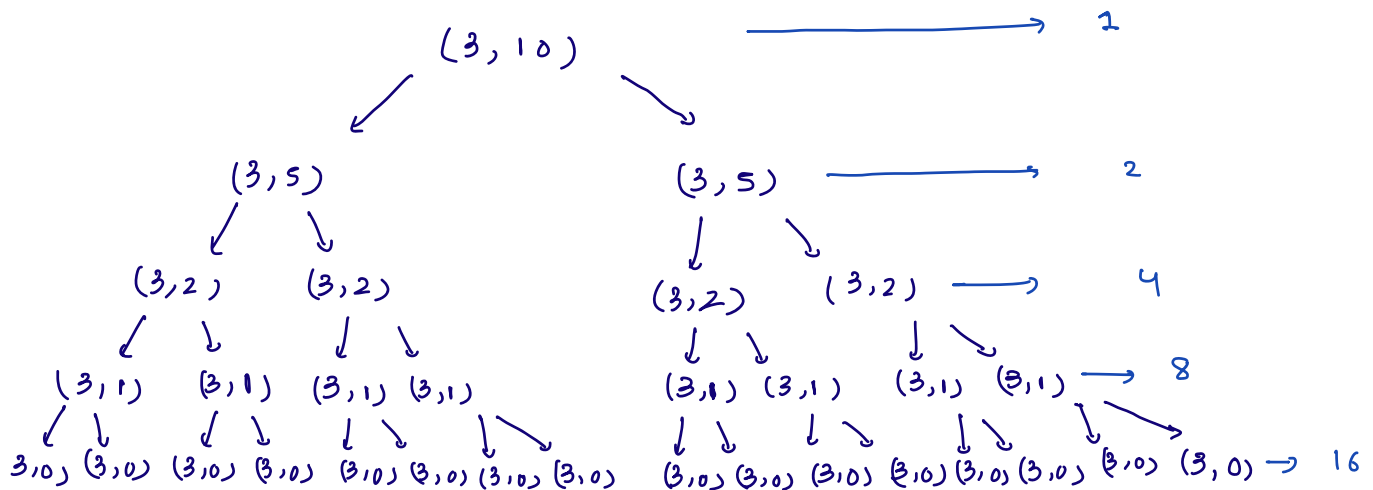 (3, 10) → 1
(3, 5) (3, 5) → 2
(3, 2) (3, 2) (3, 2) (3, 2) → 4
(3, 1) (3, 1) (3, 1) (3, 1) (3, 1) (3, 1) (3, 1) (3, 1) → 8
3, 0) (3, 0) (3, 0) (3, 0) (3, 0) (3, 0) (3, 0) (3, 0) (3, 0) (3, 0) (3, 0) (3, 0) (3, 0) (3, 0) (3, 0) (3, 0) → 16